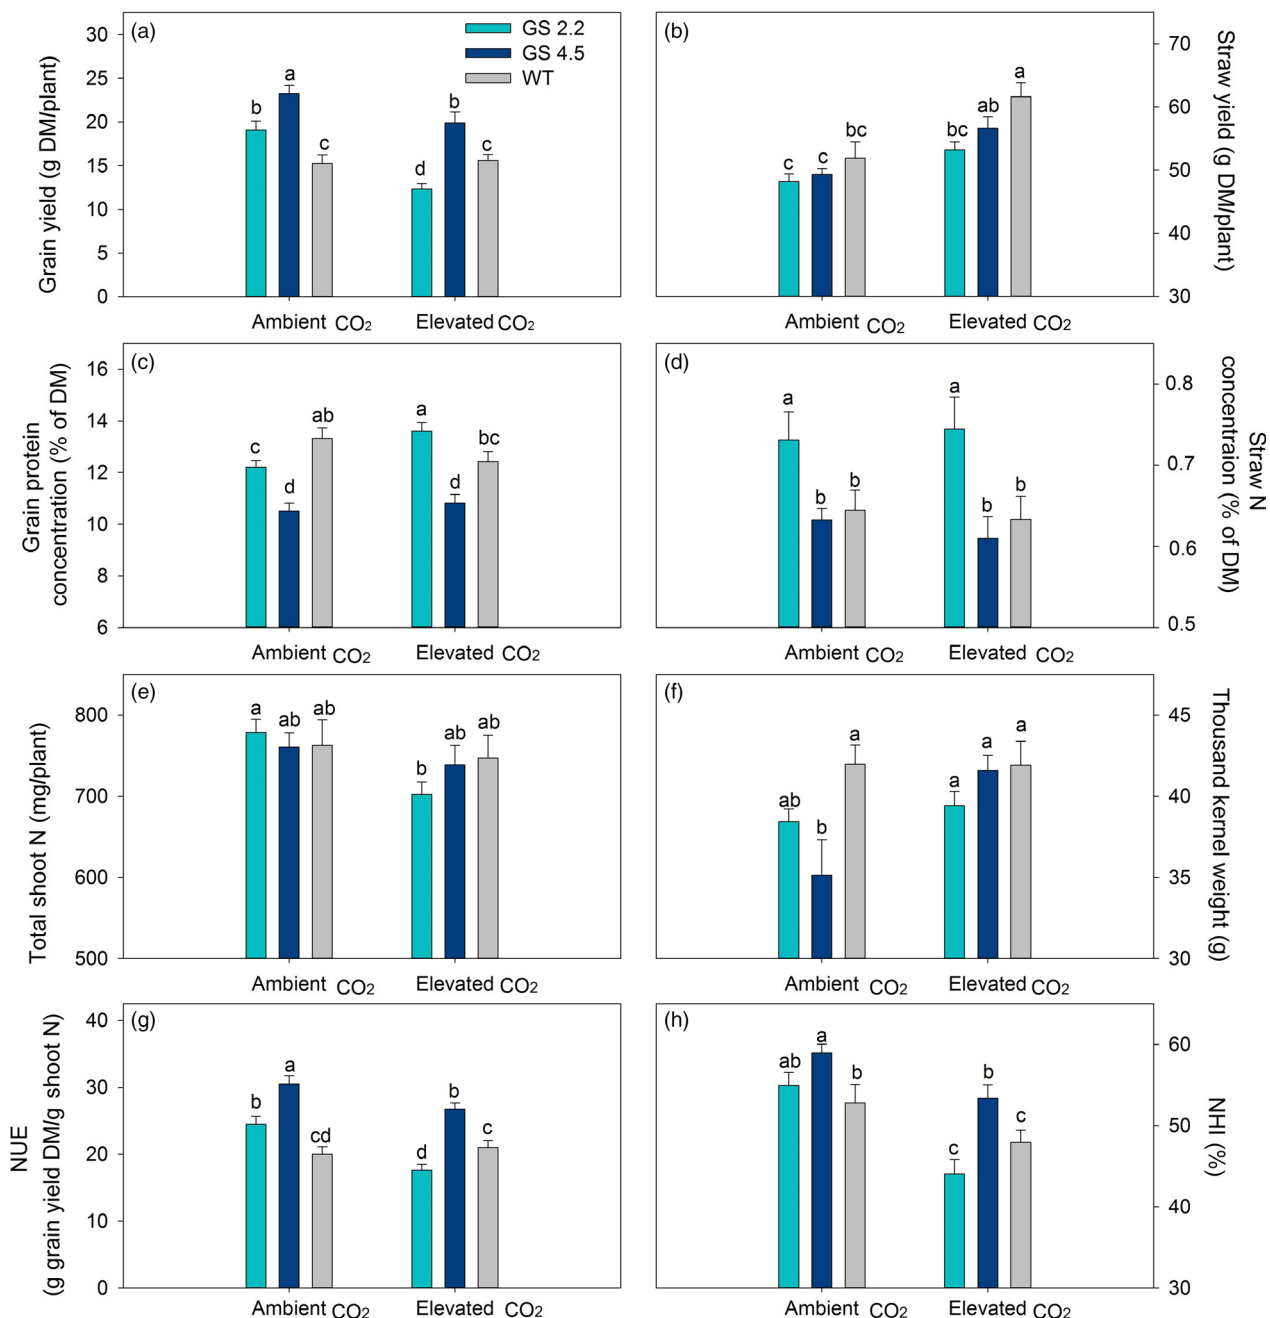 (a)
GS 2.2
GS 4.5
WT
30
25
20
15
10
5
0
Grain yield (g DM/plant)
b
a
c
d
b
c
Ambient CO2
Elevated CO2
(b)
70
60
50
40
30
Straw yield (g DM/plant)
c
c
bc
bc
ab
a
Ambient CO2
Elevated CO2
(c)
16
14
12
10
8
6
Grain protein
concentration (% of DM)
c
d
ab
a
d
bc
Ambient CO2
Elevated CO2
(d)
0.8
0.7
0.6
0.5
Straw N
concentraion (% of DM)
a
b
b
a
b
b
Ambient CO2
Elevated CO2
(e)
800
700
600
500
Total shoot N (mg/plant)
a
ab
ab
b
ab
ab
Ambient CO2
Elevated CO2
(f)
45
40
35
30
Thousand kernel weight (g)
ab
b
a
a
a
a
Ambient CO2
Elevated CO2
(g)
40
30
20
10
0
NUE
(g grain yield DM/g shoot N)
b
a
cd
d
b
c
Ambient CO2
Elevated CO2
(h)
60
50
40
30
NHI (%)
ab
a
b
c
b
c
Ambient CO2
Elevated CO2